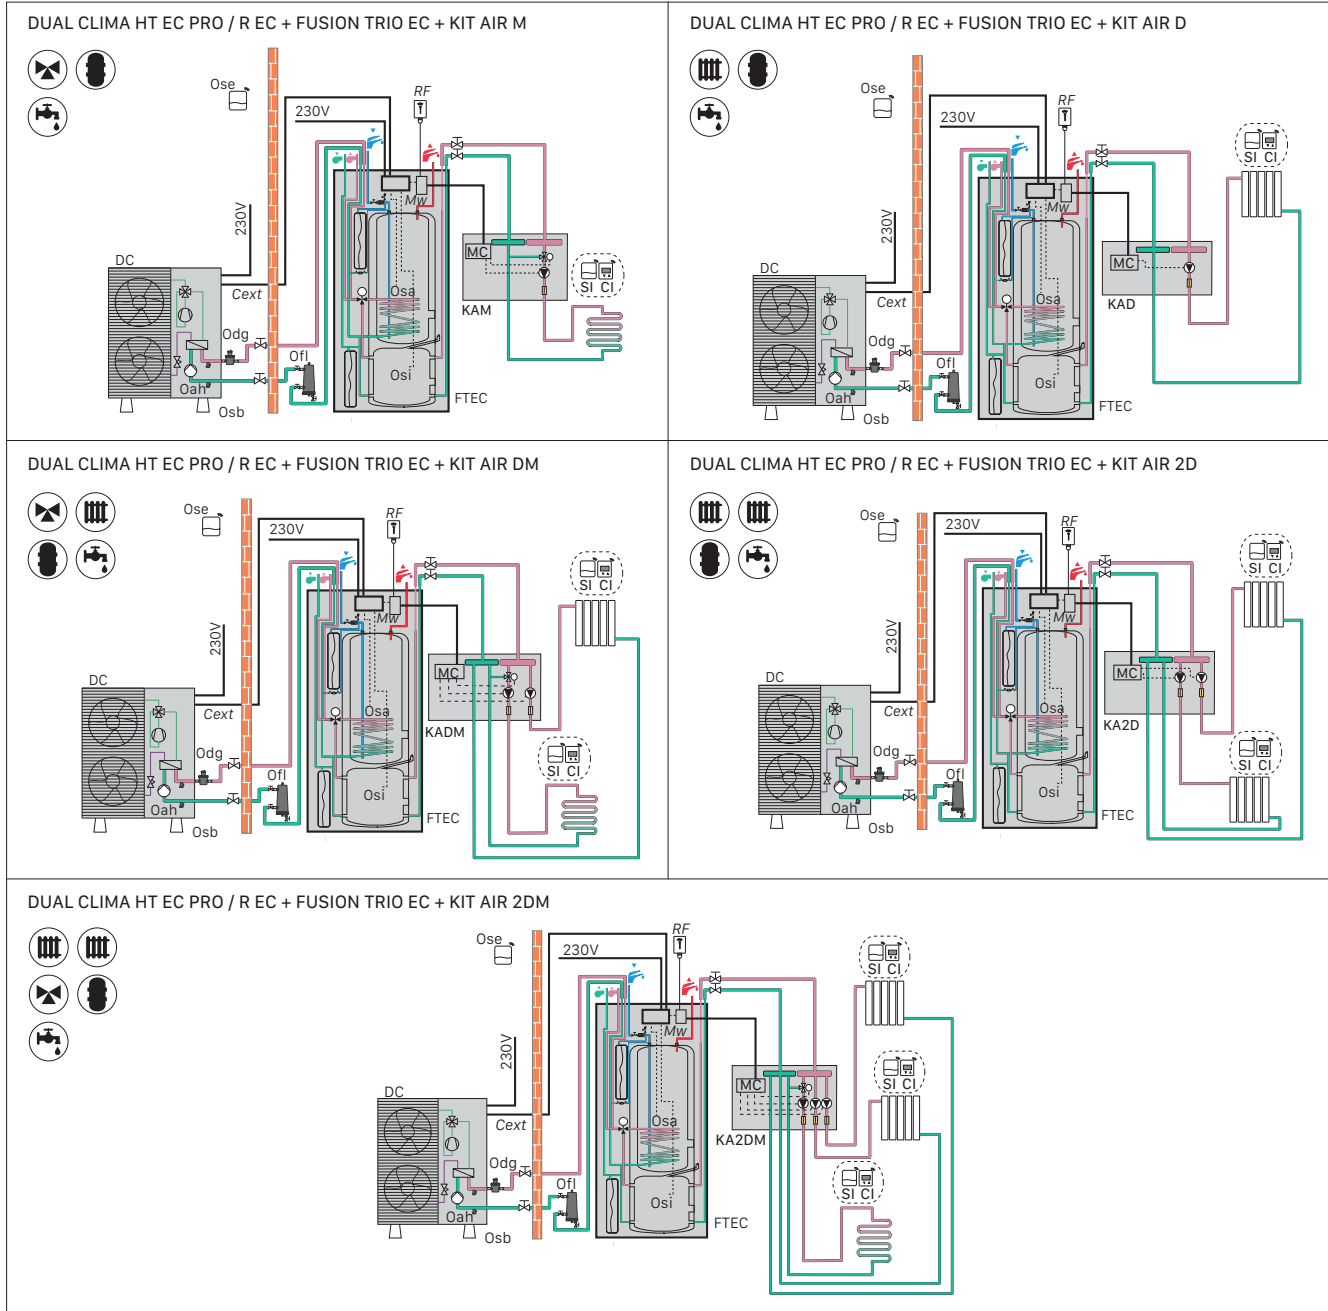 DUAL CLIMA HT EC PRO / R EC + FUSION TRIO EC + KIT AIR M
Ose
230V
RF
230V
Mw
MC
DC
Cext
Osa
SI CI
KAM
Odg
Ofl
Oah
Osi
Osb
FTEC
DUAL CLIMA HT EC PRO / R EC + FUSION TRIO EC + KIT AIR D
Ose
230V
RF
SI CI
230V
Mw
MC
DC
Cext
Osa
KAD
Odg
Ofl
Oah
Osi
Osb
FTEC
DUAL CLIMA HT EC PRO / R EC + FUSION TRIO EC + KIT AIR DM
Ose
230V
RF
SI CI
230V
Mw
MC
DC
Cext
Osa
KADM
Odg
SI CI
Ofl
Oah
Osi
Osb
FTEC
DUAL CLIMA HT EC PRO / R EC + FUSION TRIO EC + KIT AIR 2D
Ose
230V
RF
SI CI
230V
Mw
MC
DC
Cext
Osa
KA2D
Odg
SI CI
Ofl
Oah
Osi
Osb
FTEC
DUAL CLIMA HT EC PRO / R EC + FUSION TRIO EC + KIT AIR 2DM
Ose
230V
RF
SI CI
230V
Mw
MC
SI CI
DC
Cext
Osa
KA2DM
Odg
Ofl
SI CI
Oah
Osi
Osb
FTEC